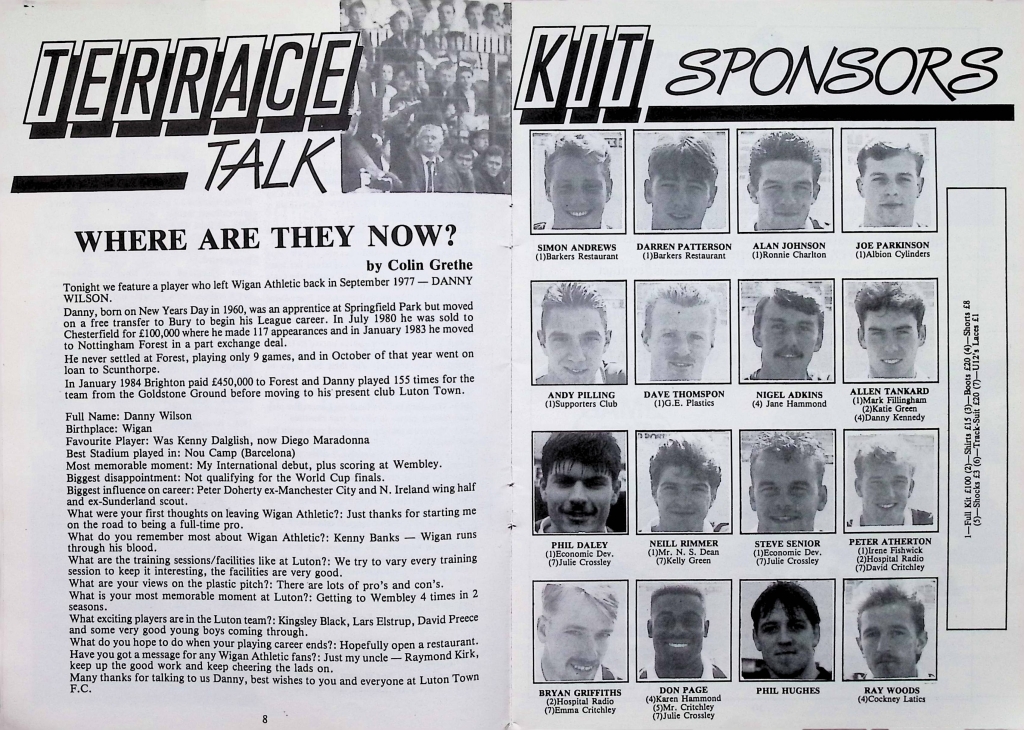 TERRACE
TALK
WHERE ARE THEY NOW?
by Colin Grethe
Tonight we feature a player who left Wigan Athletic back in September 1977 — DANNY
WILSON.
Danny, born on New Years Day in 1960, was an apprentice at Springfield Park but moved
on a free transfer to Bury to begin his League career. In July 1980 he was sold to
Chesterfield for £100,000 where he made 117 appearances and in January 1983 he moved
to Nottingham Forest in a part exchange deal.
He never settled at Forest, playing only 9 games, and in October of that year went on
loan to Scunthorpe.
In January 1984 Brighton paid £450,000 to Forest and Danny played 155 times for the
team from the Goldstone Ground before moving to his present club Luton Town.
Full Name: Danny Wilson
Birthplace: Wigan
Favourite Player: Was Kenny Dalglish, now Diego Maradonna
Best Stadium played in: Nou Camp (Barcelona)
Most memorable moment: My International debut, plus scoring at Wembley.
Biggest disappointment: Not qualifying for the World Cup finals.
Biggest influence on career: Peter Doherty ex-Manchester City and N. Ireland wing half
and ex-Sunderland scout.
What were your first thoughts on leaving Wigan Athletic?: Just thanks for starting me
on the road to being a full-time pro.
What do you remember most about Wigan Athletic?: Kenny Banks — Wigan runs
through his blood.
What are the training sessions/facilities like at Luton?: We try to vary every training
session to keep it interesting, the facilities are very good.
What are your views on the plastic pitch?: There are lots of pro's and con's.
What is your most memorable moment at Luton?: Getting to Wembley 4 times in 2
seasons.
What exciting players are in the Luton team?: Kingsley Black, Lars Elstrup, David Preece
and some very good young boys coming through.
What do you hope to do when your playing career ends?: Hopefully open a restaurant.
Have you got a message for any Wigan Athletic fans?: Just my uncle — Raymond Kirk,
keep up the good work and keep cheering the lads on.
Many thanks for talking to us Danny, best wishes to you and everyone at Luton Town
F.C.
8
KIT SPONSORS
SIMON ANDREWS
(1)Barkers Restaurant
DARREN PATTERSON
(1)Barkers Restaurant
ALAN JOHNSON
(1)Ronnie Charlton
JOE PARKINSON
(1)Albion Cylinders
ANDY PILLING
(1)Supporters Club
DAVE THOMSPON
(1)G.E. Plastics
NIGEL ADKINS
(4) Jane Hammond
ALLEN TANKARD
(1)Mark Fillingham
(2)Katie Green
(4)Danny Kennedy
PHIL DALEY
(1)Economic Dev.
(7)Julie Crossley
NEILL RIMMER
(1)Mr. N. S. Dean
(7)Kelly Green
STEVE SENIOR
(1)Economic Dev.
(7)Julie Crossley
PETER ATHERTON
(1)Irene Fishwick
(2)Hospital Radio
(7)David Critchley
BRYAN GRIFFITHS
(2)Hospital Radio
(7)Emma Critchley
DON PAGE
(4)Karen Hammond
(5)Mr. Critchley
(7)Julie Crossley
PHIL HUGHES
RAY WOODS
(4)Cockney Latics
1—Full Kit £100 (2)—Shirts £15 (3)—Boots £20 (4)—Shorts £8
(5)—Shocks £3 (6)—Track-Suit £20 (7)—U12's Laces £1